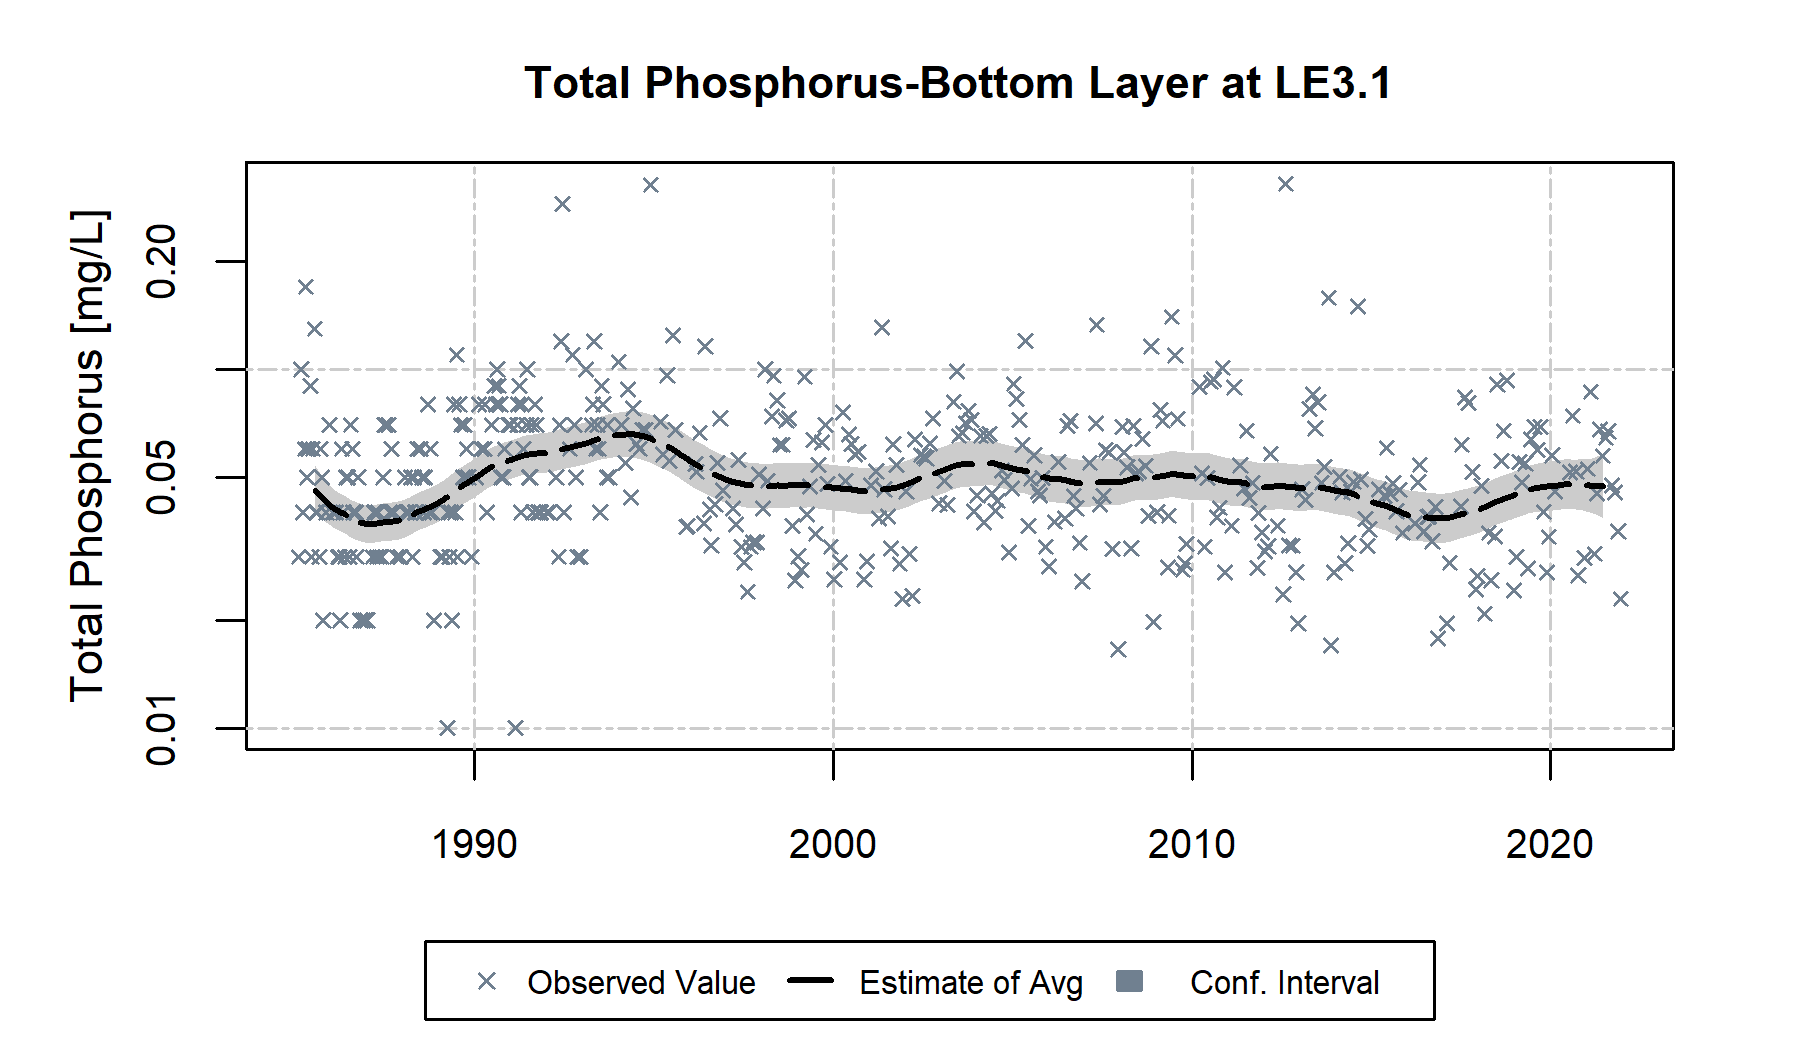 Total Phosphorus-Bottom Layer at LE3.1
Total Phosphorus [mg/L]
0.20
0.05
0.01
1990 2000 2010 2020
Observed Value Estimate of Avg Conf. Interval